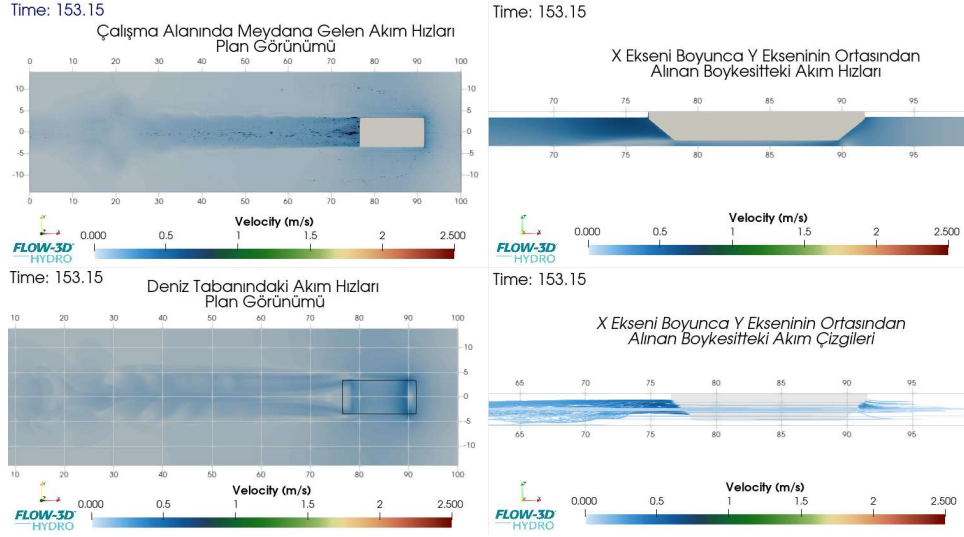 Time: 153.15
Çalışma Alanında Meydana Gelen Akım Hızları
Plan Görünümü
0 10 20 30 40 50 60 70 80 90 100
10
5
0
-5
-10
10
5
0
-5
-10
0 10 20 30 40 50 60 70 80 90 100
Velocity (m/s)
0.000 0.5 1 1.5 2 2.500
FLOW-3D
HYDRO
Time: 153.15
X Ekseni Boyunca Y Ekseninin Ortasından
Alınan Boykesitteki Akım Hızları
70 75 80 85 90 95
70 75 80 85 90 95
Velocity (m/s)
0.000 0.5 1 1.5 2 2.500
FLOW-3D
HYDRO
Time: 153.15
Deniz Tabanındaki Akım Hızları
Plan Görünümü
10 20 30 40 50 60 70 80 90 100
10
5
0
-5
-10
10 20 30 40 50 60 70 80 90 100
Velocity (m/s)
0.000 0.5 1 1.5 2 2.500
FLOW-3D
HYDRO
Time: 153.15
X Ekseni Boyunca Y Ekseninin Ortasından
Alınan Boykesitteki Akım Çizgileri
65 70 75 80 85 90 95
65 70 75 80 85 90 95
Velocity (m/s)
0.000 0.5 1 1.5 2 2.500
FLOW-3D
HYDRO